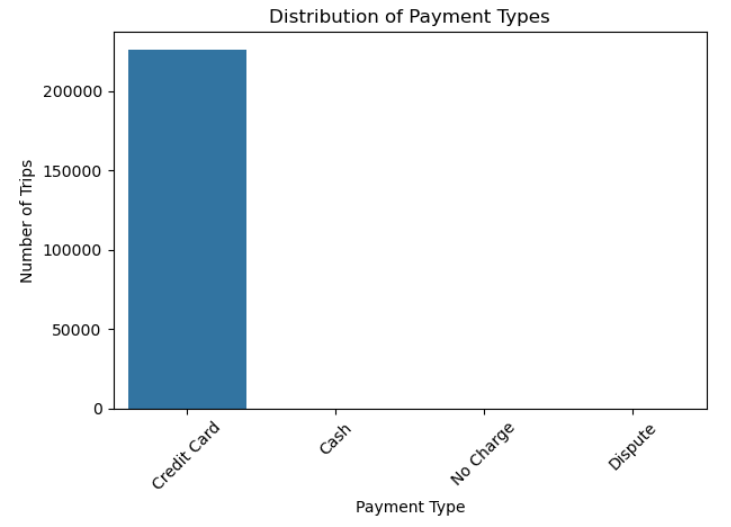 Distribution of Payment Types
Number of Trips
200000
150000
100000
50000
0
Credit Card
Cash
No Charge
Dispute
Payment Type